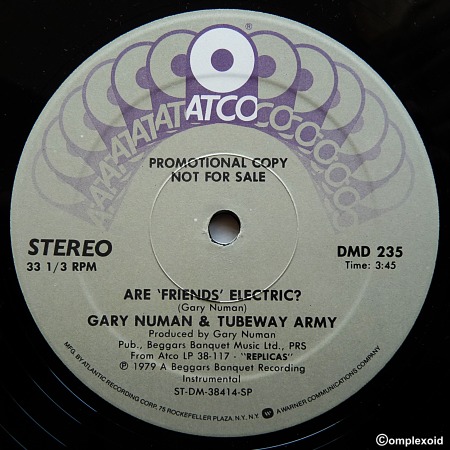 ATCO
PROMOTIONAL COPY
NOT FOR SALE
STEREO
33 1/3 RPM
DMD 235
Time: 3:45
ARE 'FRIENDS' ELECTRIC?
(Gary Numan)
GARY NUMAN & TUBEWAY ARMY
Produced by Gary Numan
Pub., Beggars Banquet Music Ltd., PRS
From Atco LP 38-117 - "REPLICAS"
Ⓟ 1979 A Beggars Banquet Recording
Instrumental
ST-DM-38414-SP
MFG. BY ATLANTIC RECORDING CORP., 75 ROCKEFELLER PLAZA, N.Y., N.Y. W A WARNER COMMUNICATIONS COMPANY
©omplexoid